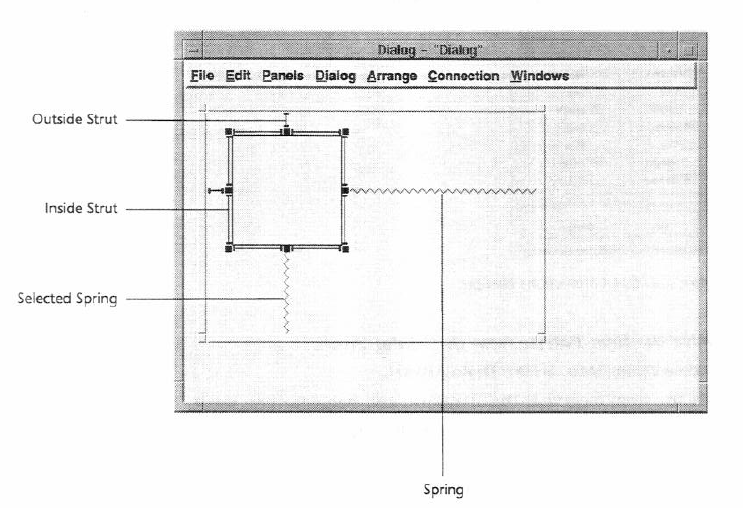 Dialog - "Dialog"
File Edit Panels Dialog Arrange Connection Windows
Outside Strut
Inside Strut
Selected Spring
Spring